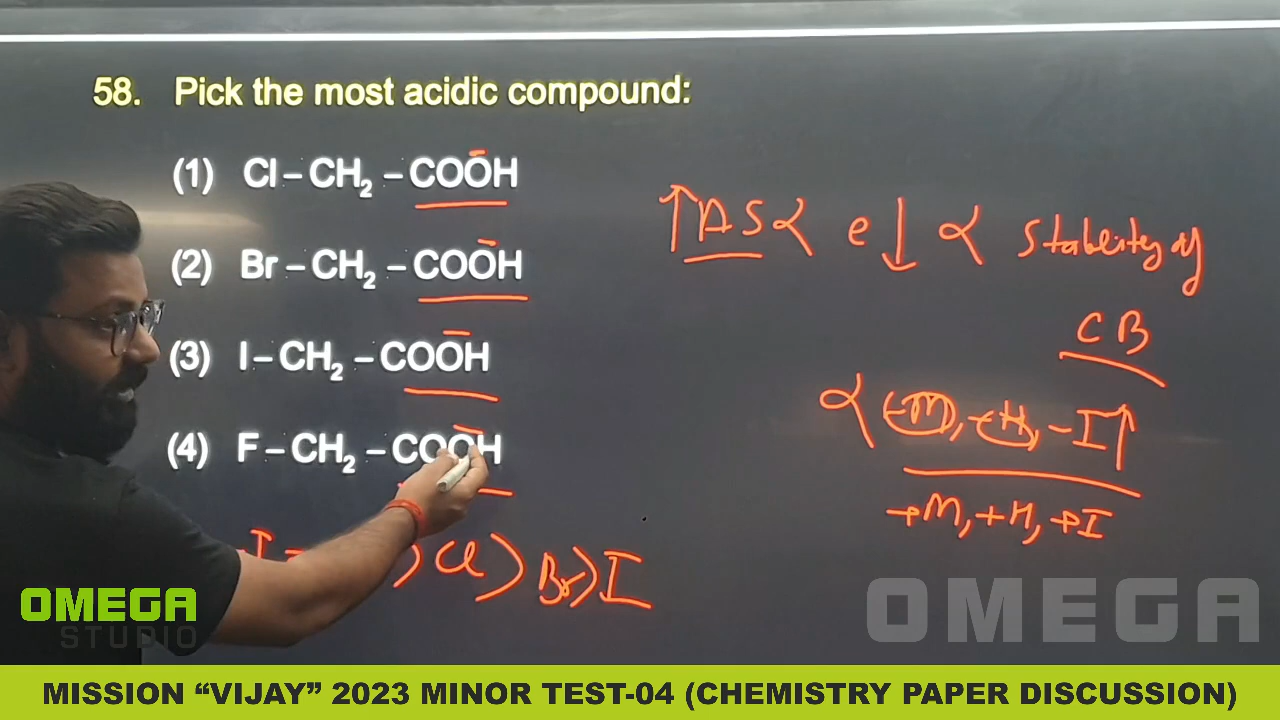 58. Pick the most acidic compound:
(1) Cl – CH₂ – COOH
(2) Br – CH₂ – COOH
(3) I – CH₂ – COOH
(4) F – CH₂ – COOH
↑ AS ∝ e↓ ∝ Stability of
CB
∝ (-M), -H, -I↑
+M, +H, +I
-I > Cl > Br > I
OMEGA
STUDIO
OMEGA
MISSION “VIJAY” 2023 MINOR TEST-04 (CHEMISTRY PAPER DISCUSSION)